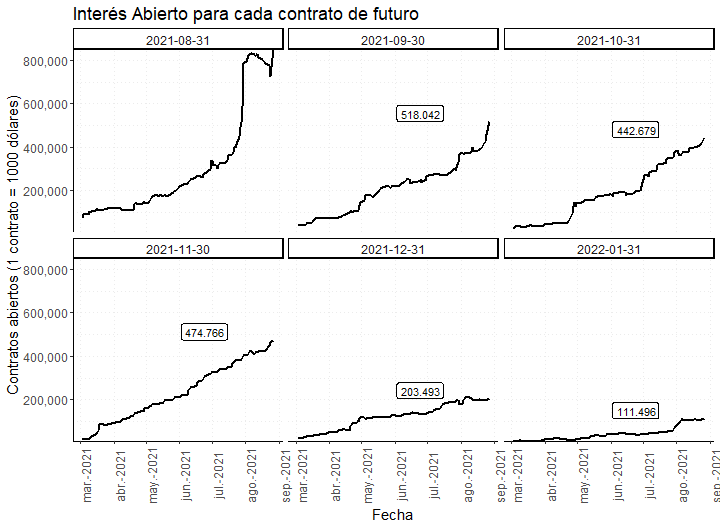 Interés Abierto para cada contrato de futuro
2021-08-31
2021-09-30
2021-10-31
800,000
600,000
400,000
200,000
518.042
442.679
2021-11-30
2021-12-31
2022-01-31
800,000
600,000
400,000
200,000
474.766
203.493
111.496
mar.-2021
abr.-2021
may.-2021
jun.-2021
jul.-2021
ago.-2021
sep.-2021
mar.-2021
abr.-2021
may.-2021
jun.-2021
jul.-2021
ago.-2021
sep.-2021
mar.-2021
abr.-2021
may.-2021
jun.-2021
jul.-2021
ago.-2021
sep.-2021
Fecha
Contratos abiertos (1 contrato = 1000 dólares)